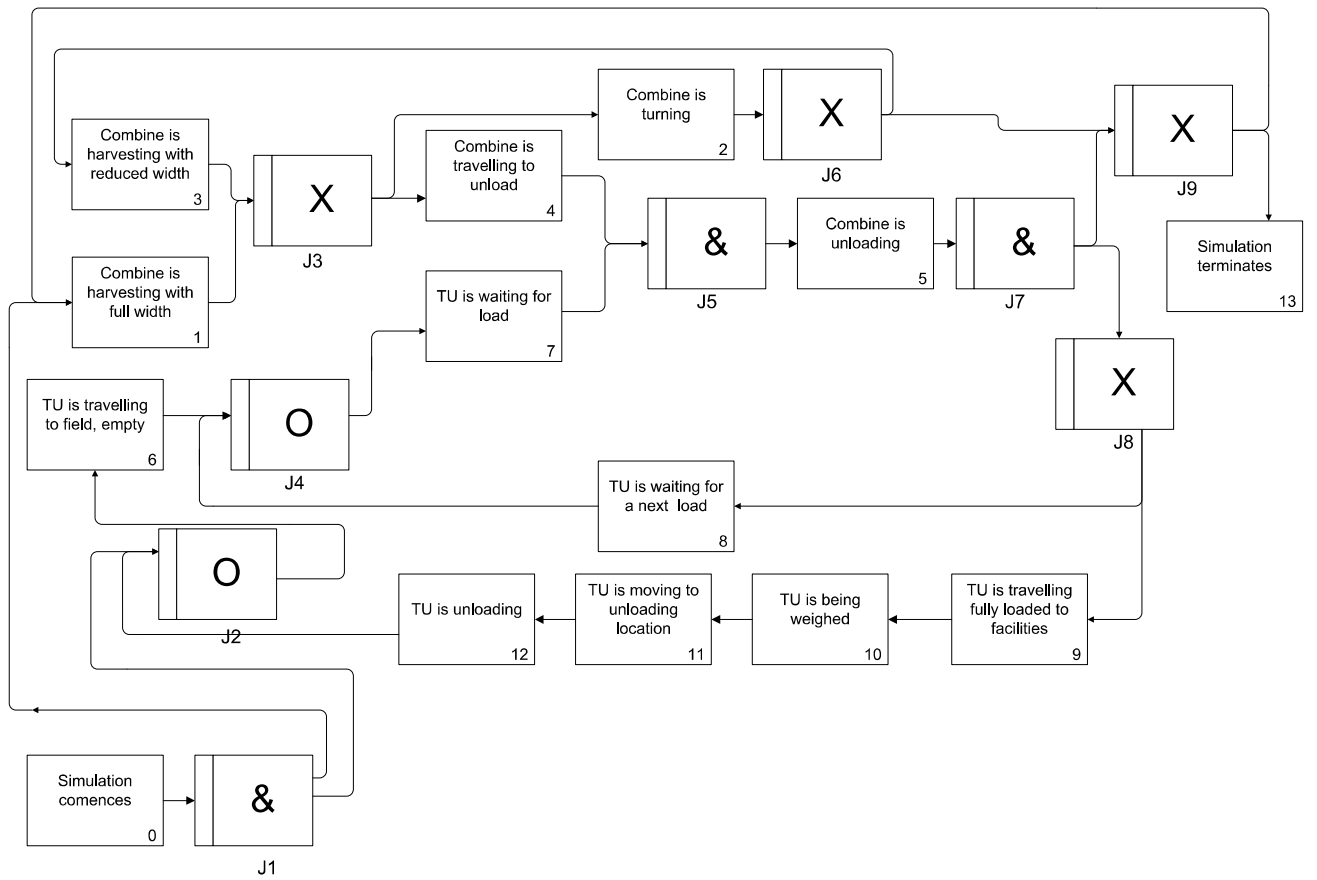 Combine is
turning
2
X
J6
X
J9
Combine is
harvesting with
reduced width
3
X
J3
Combine is
travelling to
unload
4
&
J5
Combine is
unloading
5
&
J7
Simulation
terminates
13
Combine is
harvesting with
full width
1
TU is waiting for
load
7
X
J8
TU is travelling
to field, empty
6
O
J4
TU is waiting for
a next load
8
O
J2
TU is unloading
12
TU is moving to
unloading
location
11
TU is being
weighed
10
TU is travelling
fully loaded to
facilities
9
Simulation
comences
0
&
J1